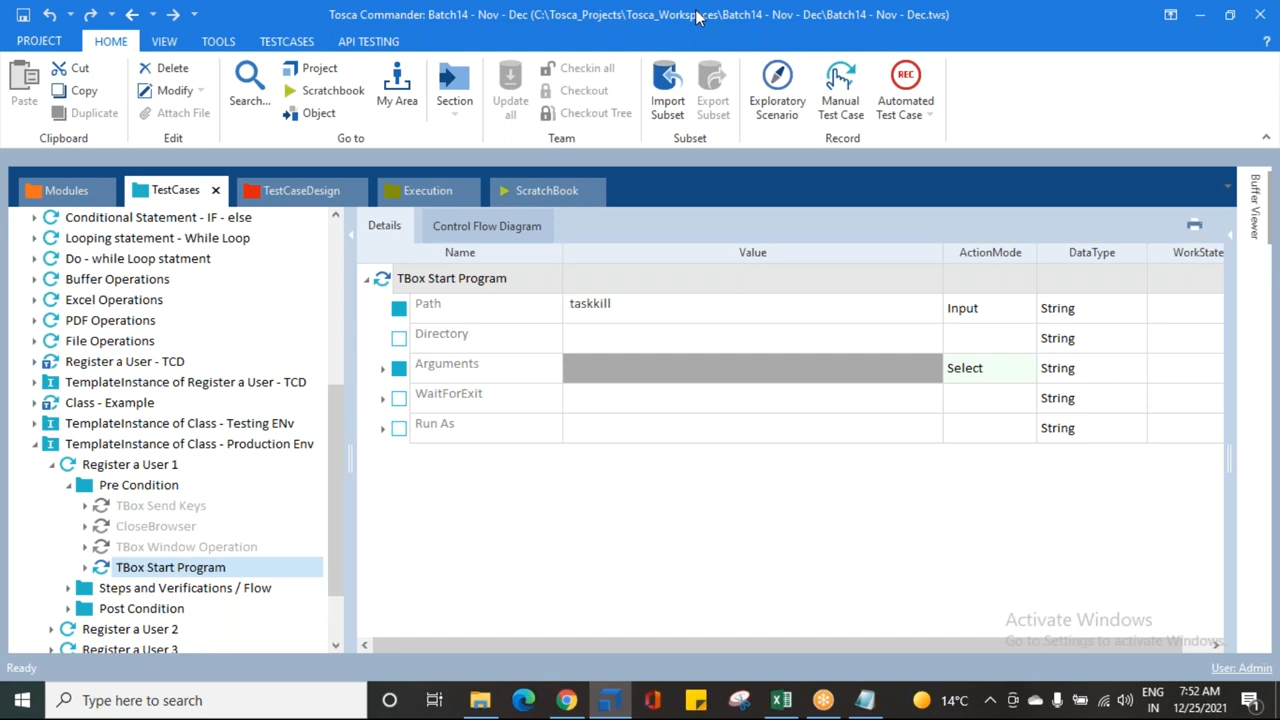 Tosca Commander: Batch14 - Nov - Dec (C:\Tosca_Projects\Tosca_Workspaces\Batch14 - Nov - Dec\Batch14 - Nov - Dec.tws)
PROJECT HOME VIEW TOOLS TESTCASES API TESTING ?
Paste
Cut
Copy
Duplicate
Clipboard
Delete
Modify
Attach File
Edit
Search...
Project
Scratchbook
Object
My Area
Go to
Section
Update all
Checkin all
Checkout
Checkout Tree
Team
Import Subset
Export Subset
Subset
Exploratory Scenario
Manual Test Case
REC
Automated Test Case
Record
Modules TestCases TestCaseDesign Execution ScratchBook
Buffer Viewer
Conditional Statement - IF - else
Looping statement - While Loop
Do - while Loop statment
Buffer Operations
Excel Operations
PDF Operations
File Operations
Register a User - TCD
TemplateInstance of Register a User - TCD
Class - Example
TemplateInstance of Class - Testing ENv
TemplateInstance of Class - Production Env
Register a User 1
Pre Condition
TBox Send Keys
CloseBrowser
TBox Window Operation
TBox Start Program
Steps and Verifications / Flow
Post Condition
Register a User 2
Register a User 3
Details Control Flow Diagram
Name Value ActionMode DataType WorkState
TBox Start Program
Path taskkill Input String
Directory String
Arguments Select String
WaitForExit String
Run As String
Activate Windows
Go to Settings to activate Windows.
Ready User: Admin
Type here to search
14°C
ENG
IN
7:52 AM
12/25/2021
1